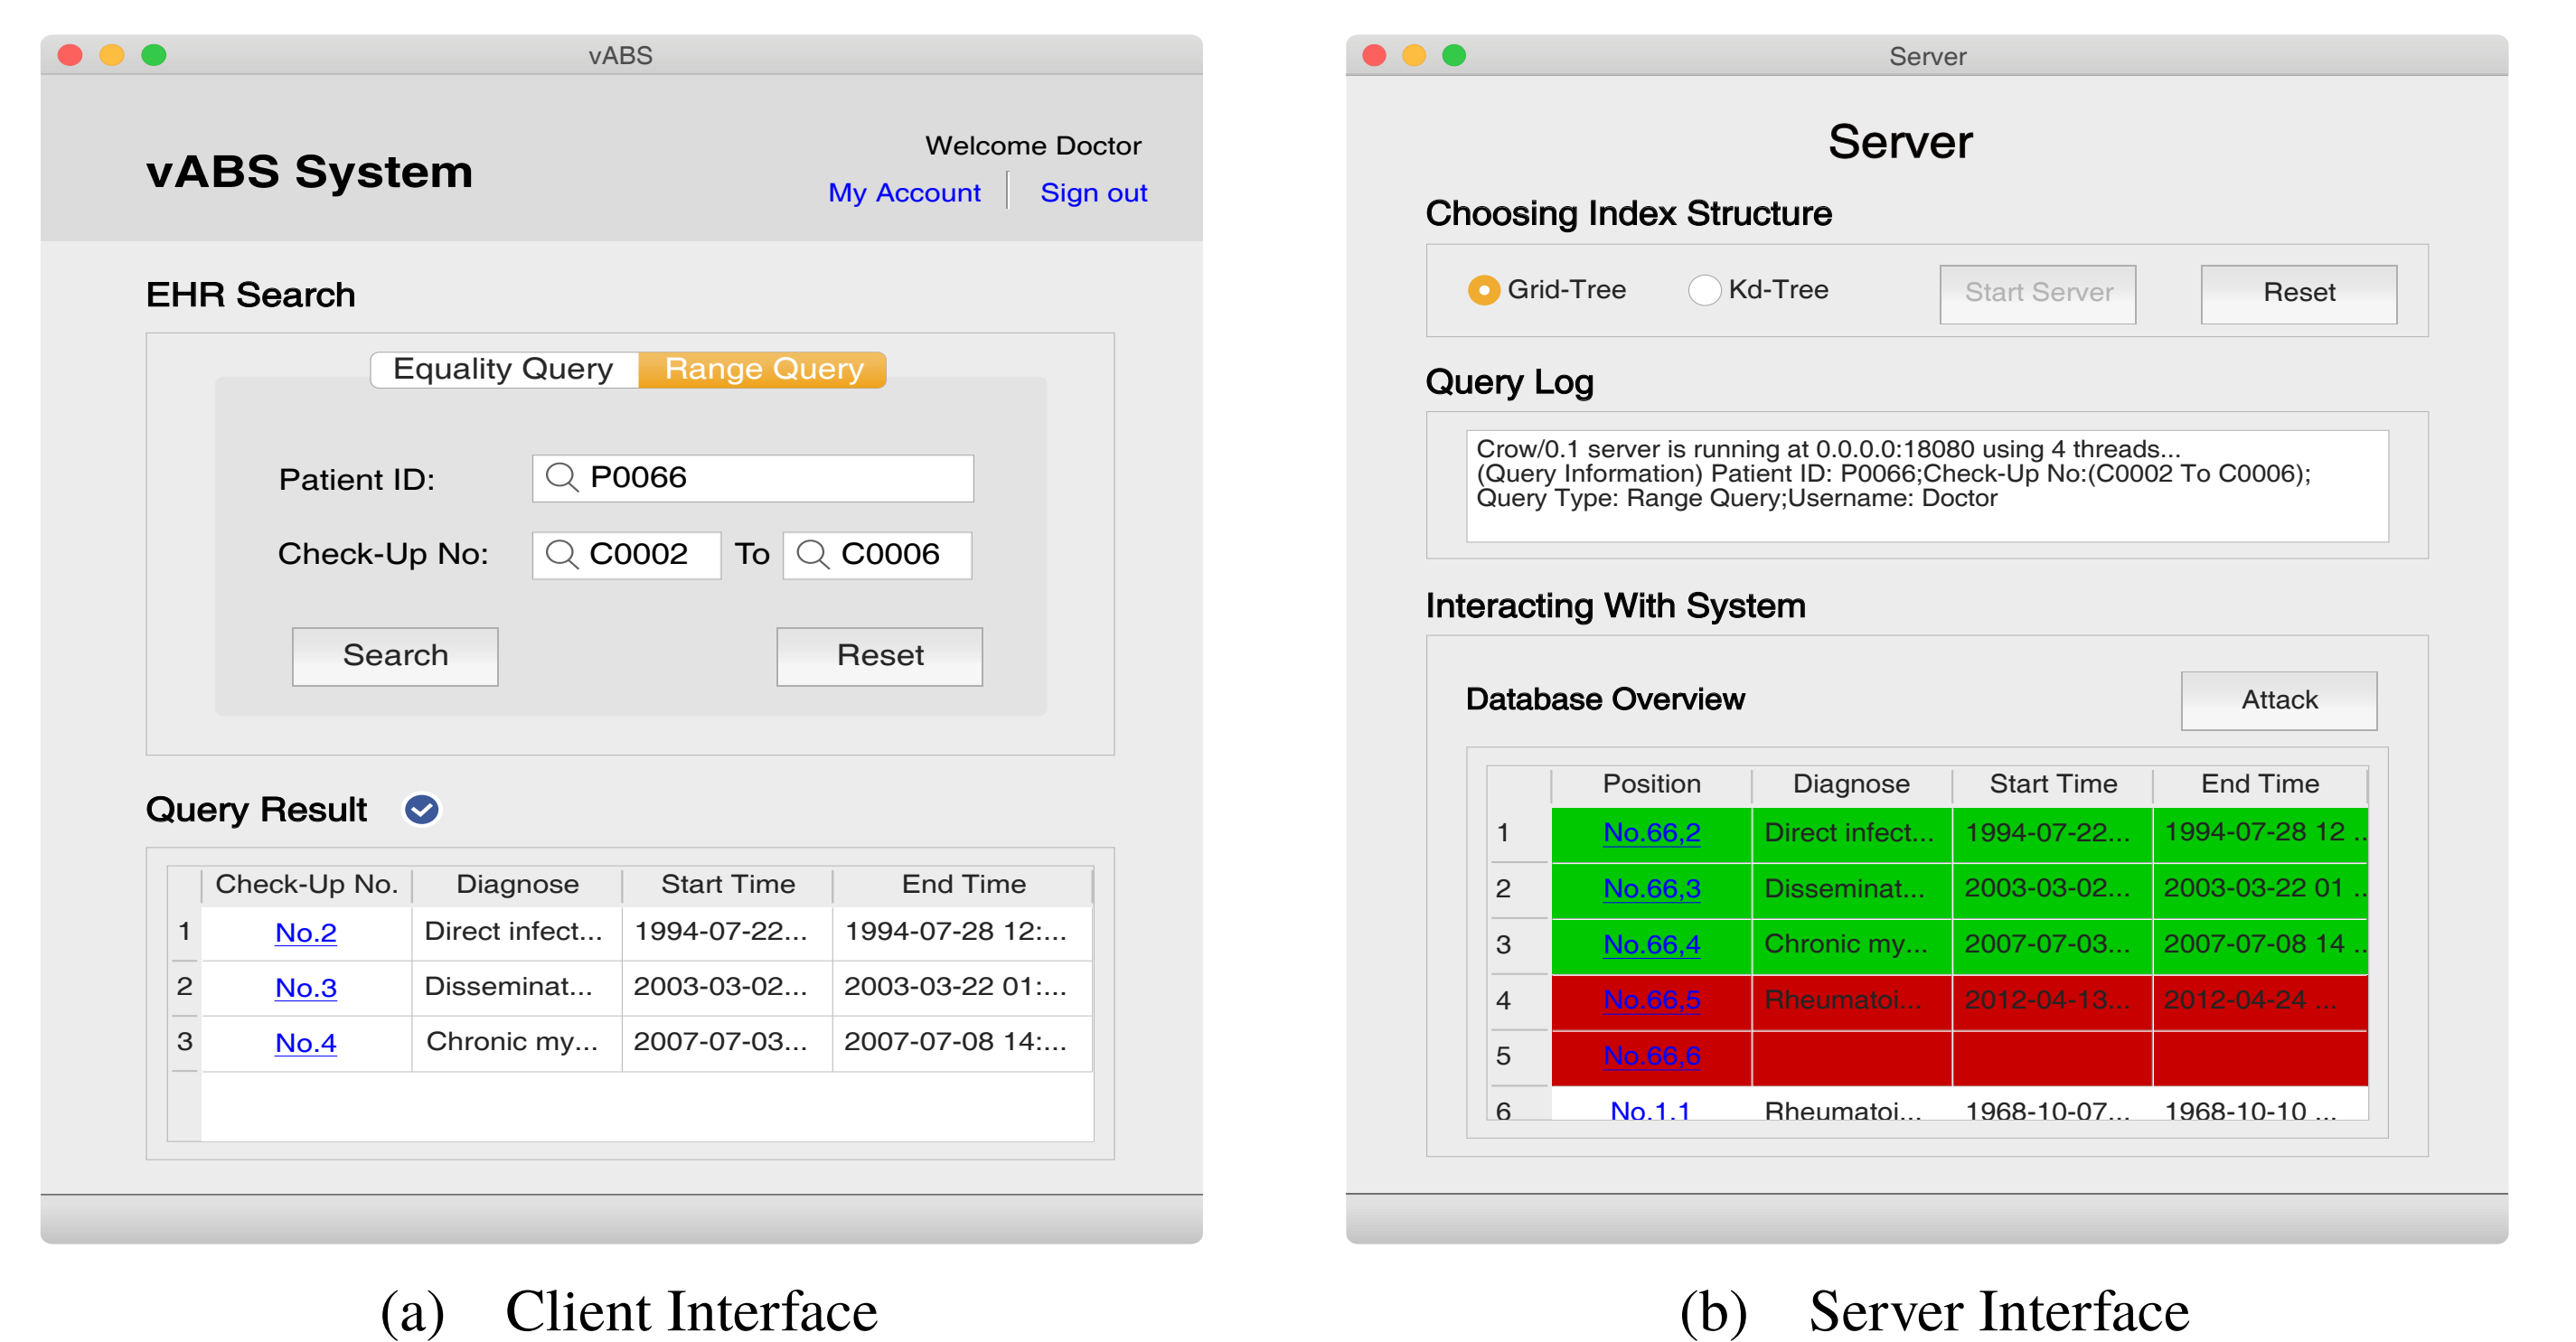 vABS
vABS System
Welcome Doctor
My Account
Sign out
EHR Search
Equality Query
Range Query
Patient ID:
P0066
Check-Up No:
C0002
To
C0006
Search
Reset
Query Result
Check-Up No. Diagnose Start Time End Time
1 No.2 Direct infect... 1994-07-22... 1994-07-28 12:...
2 No.3 Disseminat... 2003-03-02... 2003-03-22 01:...
3 No.4 Chronic my... 2007-07-03... 2007-07-08 14:...
(a) Client Interface
Server
Server
Choosing Index Structure
Grid-Tree
Kd-Tree
Start Server
Reset
Query Log
Crow/0.1 server is running at 0.0.0.0:18080 using 4 threads...
(Query Information) Patient ID: P0066;Check-Up No:(C0002 To C0006);
Query Type: Range Query;Username: Doctor
Interacting With System
Database Overview
Attack
Position Diagnose Start Time End Time
1 No.66,2 Direct infect... 1994-07-22... 1994-07-28 12 ..
2 No.66,3 Disseminat... 2003-03-02... 2003-03-22 01 ..
3 No.66,4 Chronic my... 2007-07-03... 2007-07-08 14 ..
4 No.66,5 Rheumatoi... 2012-04-13... 2012-04-24 ...
5 No.66,6
6 No.1,1 Rheumatoi... 1968-10-07... 1968-10-10 ...
(b) Server Interface